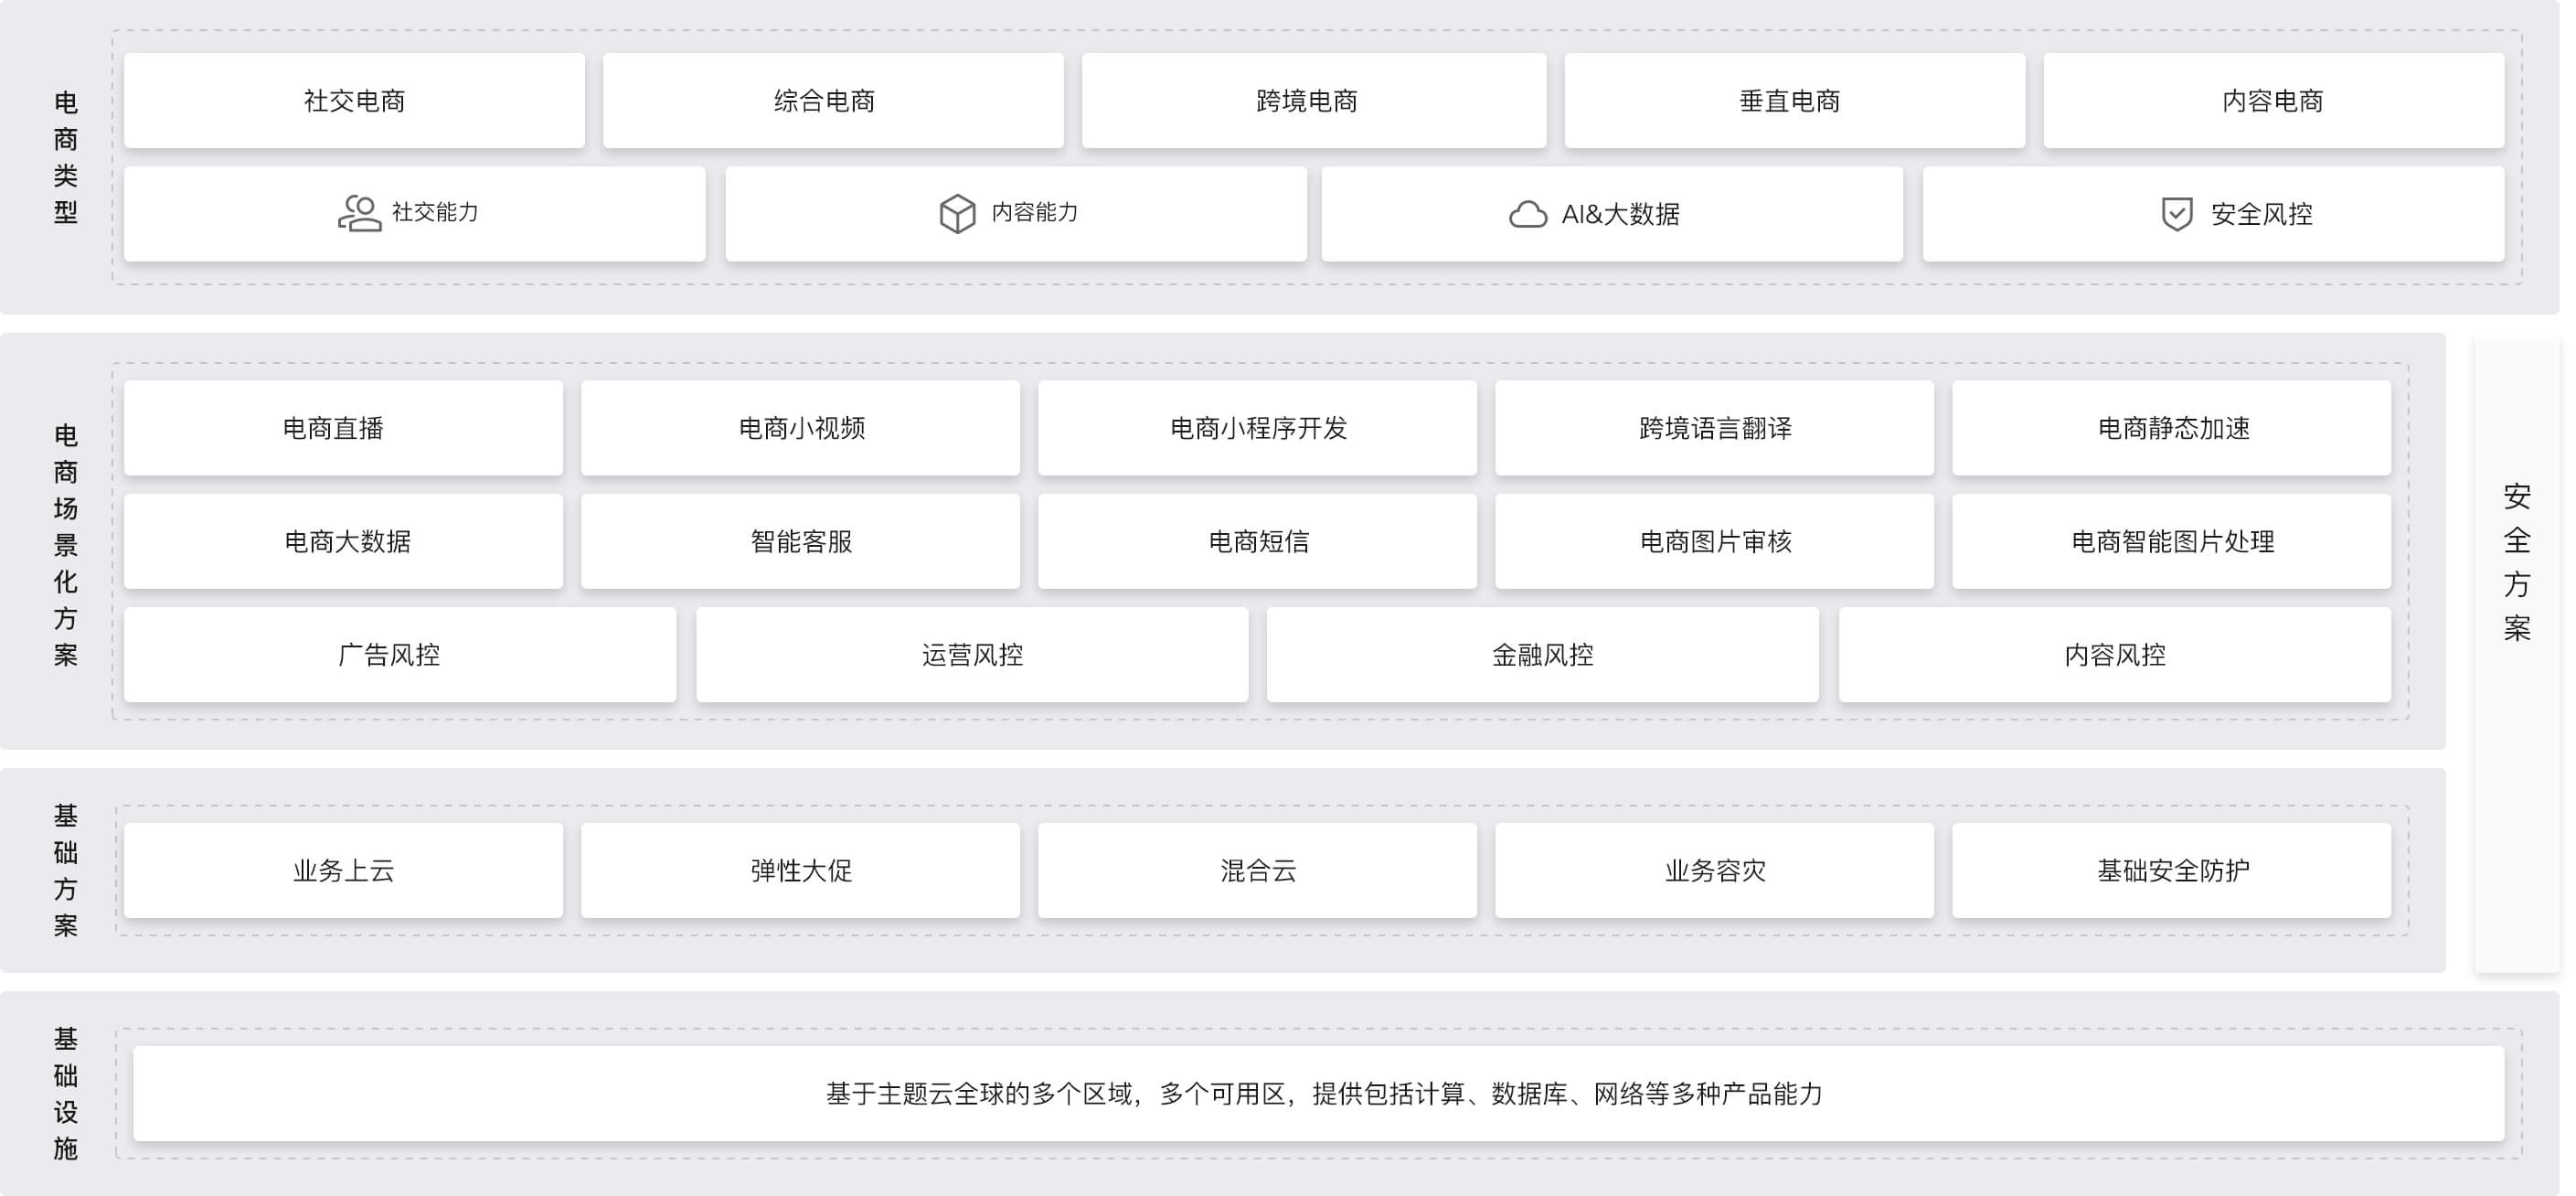 电商类型
社交电商
综合电商
跨境电商
垂直电商
内容电商
社交能力
内容能力
AI&大数据
安全风控
电商场景化方案
电商直播
电商小视频
电商小程序开发
跨境语言翻译
电商静态加速
电商大数据
智能客服
电商短信
电商图片审核
电商智能图片处理
广告风控
运营风控
金融风控
内容风控
安全方案
基础方案
业务上云
弹性大促
混合云
业务容灾
基础安全防护
基础设施
基于主题云全球的多个区域，多个可用区，提供包括计算、数据库、网络等多种产品能力